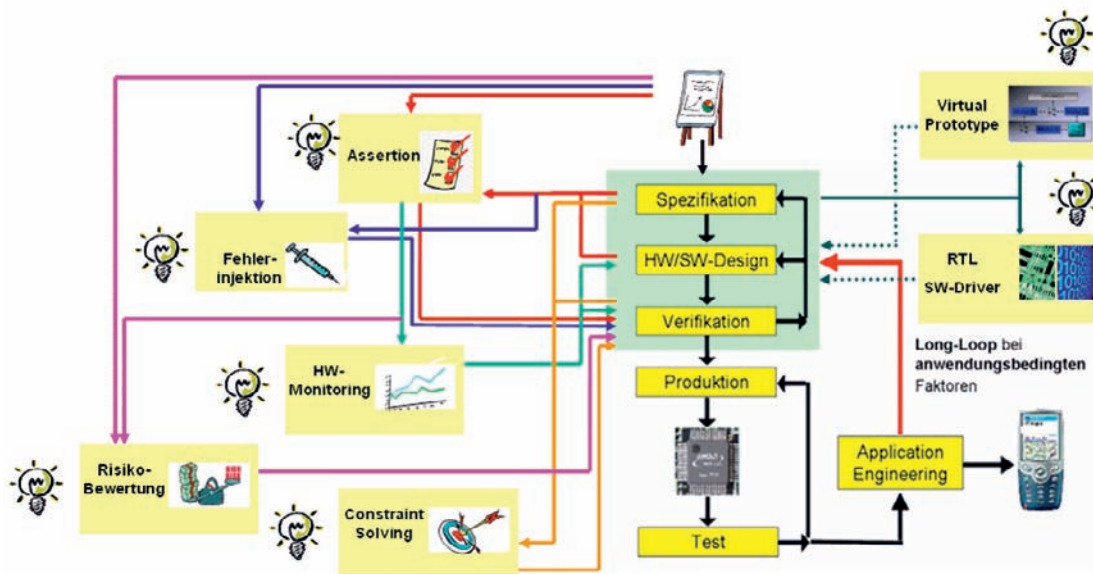 Virtual
Prototype
Assertion
Spezifikation
Fehler-
injektion
HW/SW-Design
RTL
SW-Driver
Verifikation
Long-Loop bei
anwendungsbedingten
Faktoren
HW-
Monitoring
Produktion
Risiko-
Bewertung
Application
Engineering
Constraint
Solving
Test